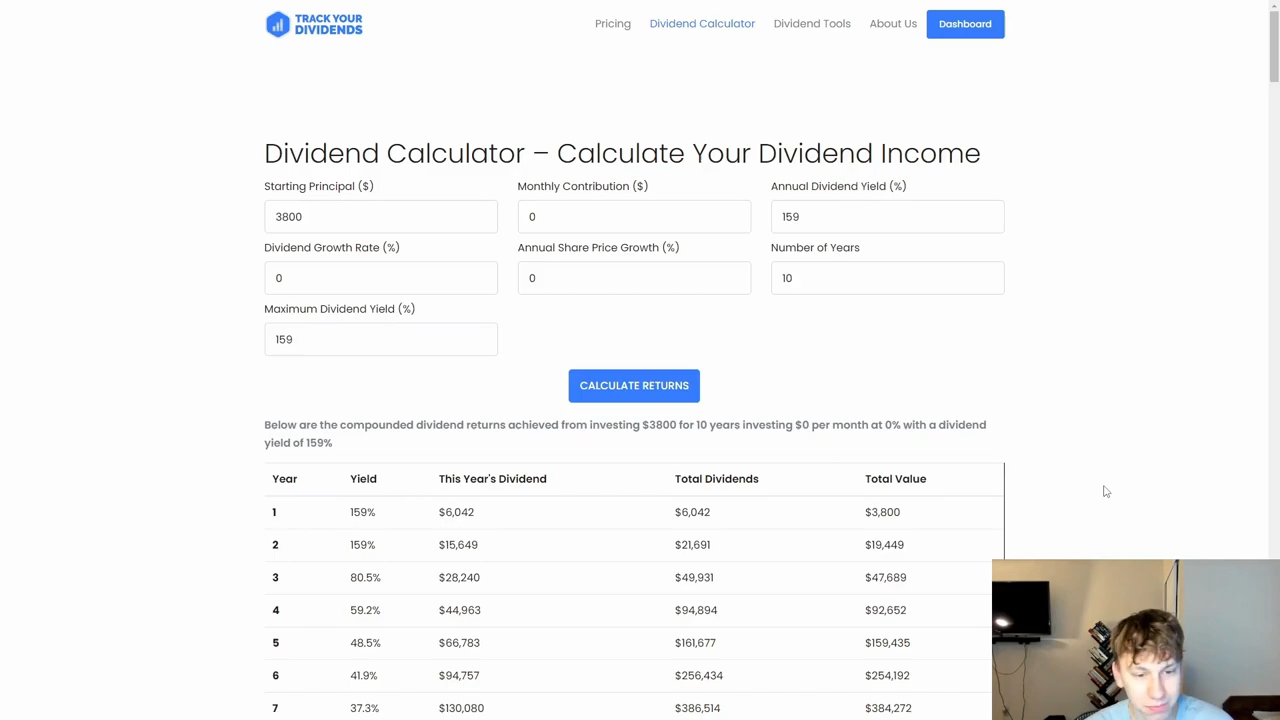 TRACK YOUR
DIVIDENDS
Pricing
Dividend Calculator
Dividend Tools
About Us
Dashboard
Dividend Calculator – Calculate Your Dividend Income
Starting Principal ($)
Monthly Contribution ($)
Annual Dividend Yield (%)
3800
0
159
Dividend Growth Rate (%)
Annual Share Price Growth (%)
Number of Years
0
0
10
Maximum Dividend Yield (%)
159
CALCULATE RETURNS
Below are the compounded dividend returns achieved from investing $3800 for 10 years investing $0 per month at 0% with a dividend
yield of 159%
Year Yield This Year's Dividend Total Dividends Total Value
1 159% $6,042 $6,042 $3,800
2 159% $15,649 $21,691 $19,449
3 80.5% $28,240 $49,931 $47,689
4 59.2% $44,963 $94,894 $92,652
5 48.5% $66,783 $161,677 $159,435
6 41.9% $94,757 $256,434 $254,192
7 37.3% $130,080 $386,514 $384,272